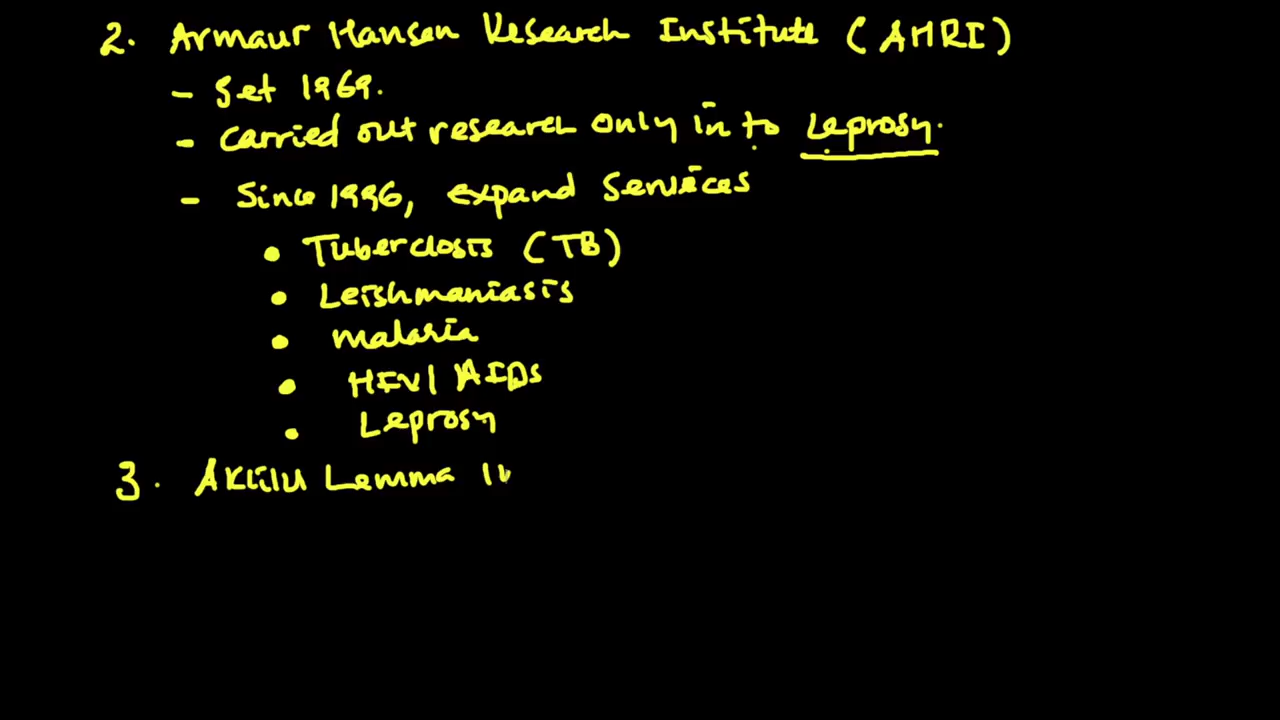 2. Armaur Hansen Research Institute (AHRI)
- Set 1969.
- Carried out research only in to Leprosy.
- Since 1996, expand Services
• Tuberclosis (TB)
• Leishmaniasis
• malaria
• HIV/ AIDs
• Leprosy
3. Aklilu Lemma